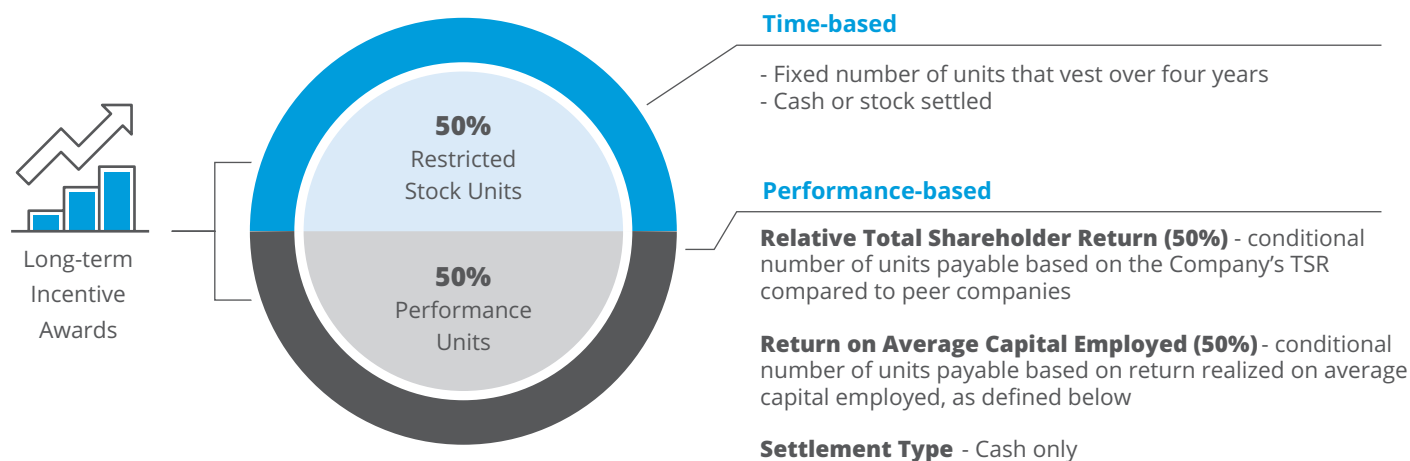 Long-term
Incentive
Awards
50%
Restricted
Stock Units
50%
Performance
Units
Time-based
- Fixed number of units that vest over four years
- Cash or stock settled
Performance-based
Relative Total Shareholder Return (50%) - conditional
number of units payable based on the Company’s TSR
compared to peer companies
Return on Average Capital Employed (50%) - conditional
number of units payable based on return realized on average
capital employed, as defined below
Settlement Type - Cash only